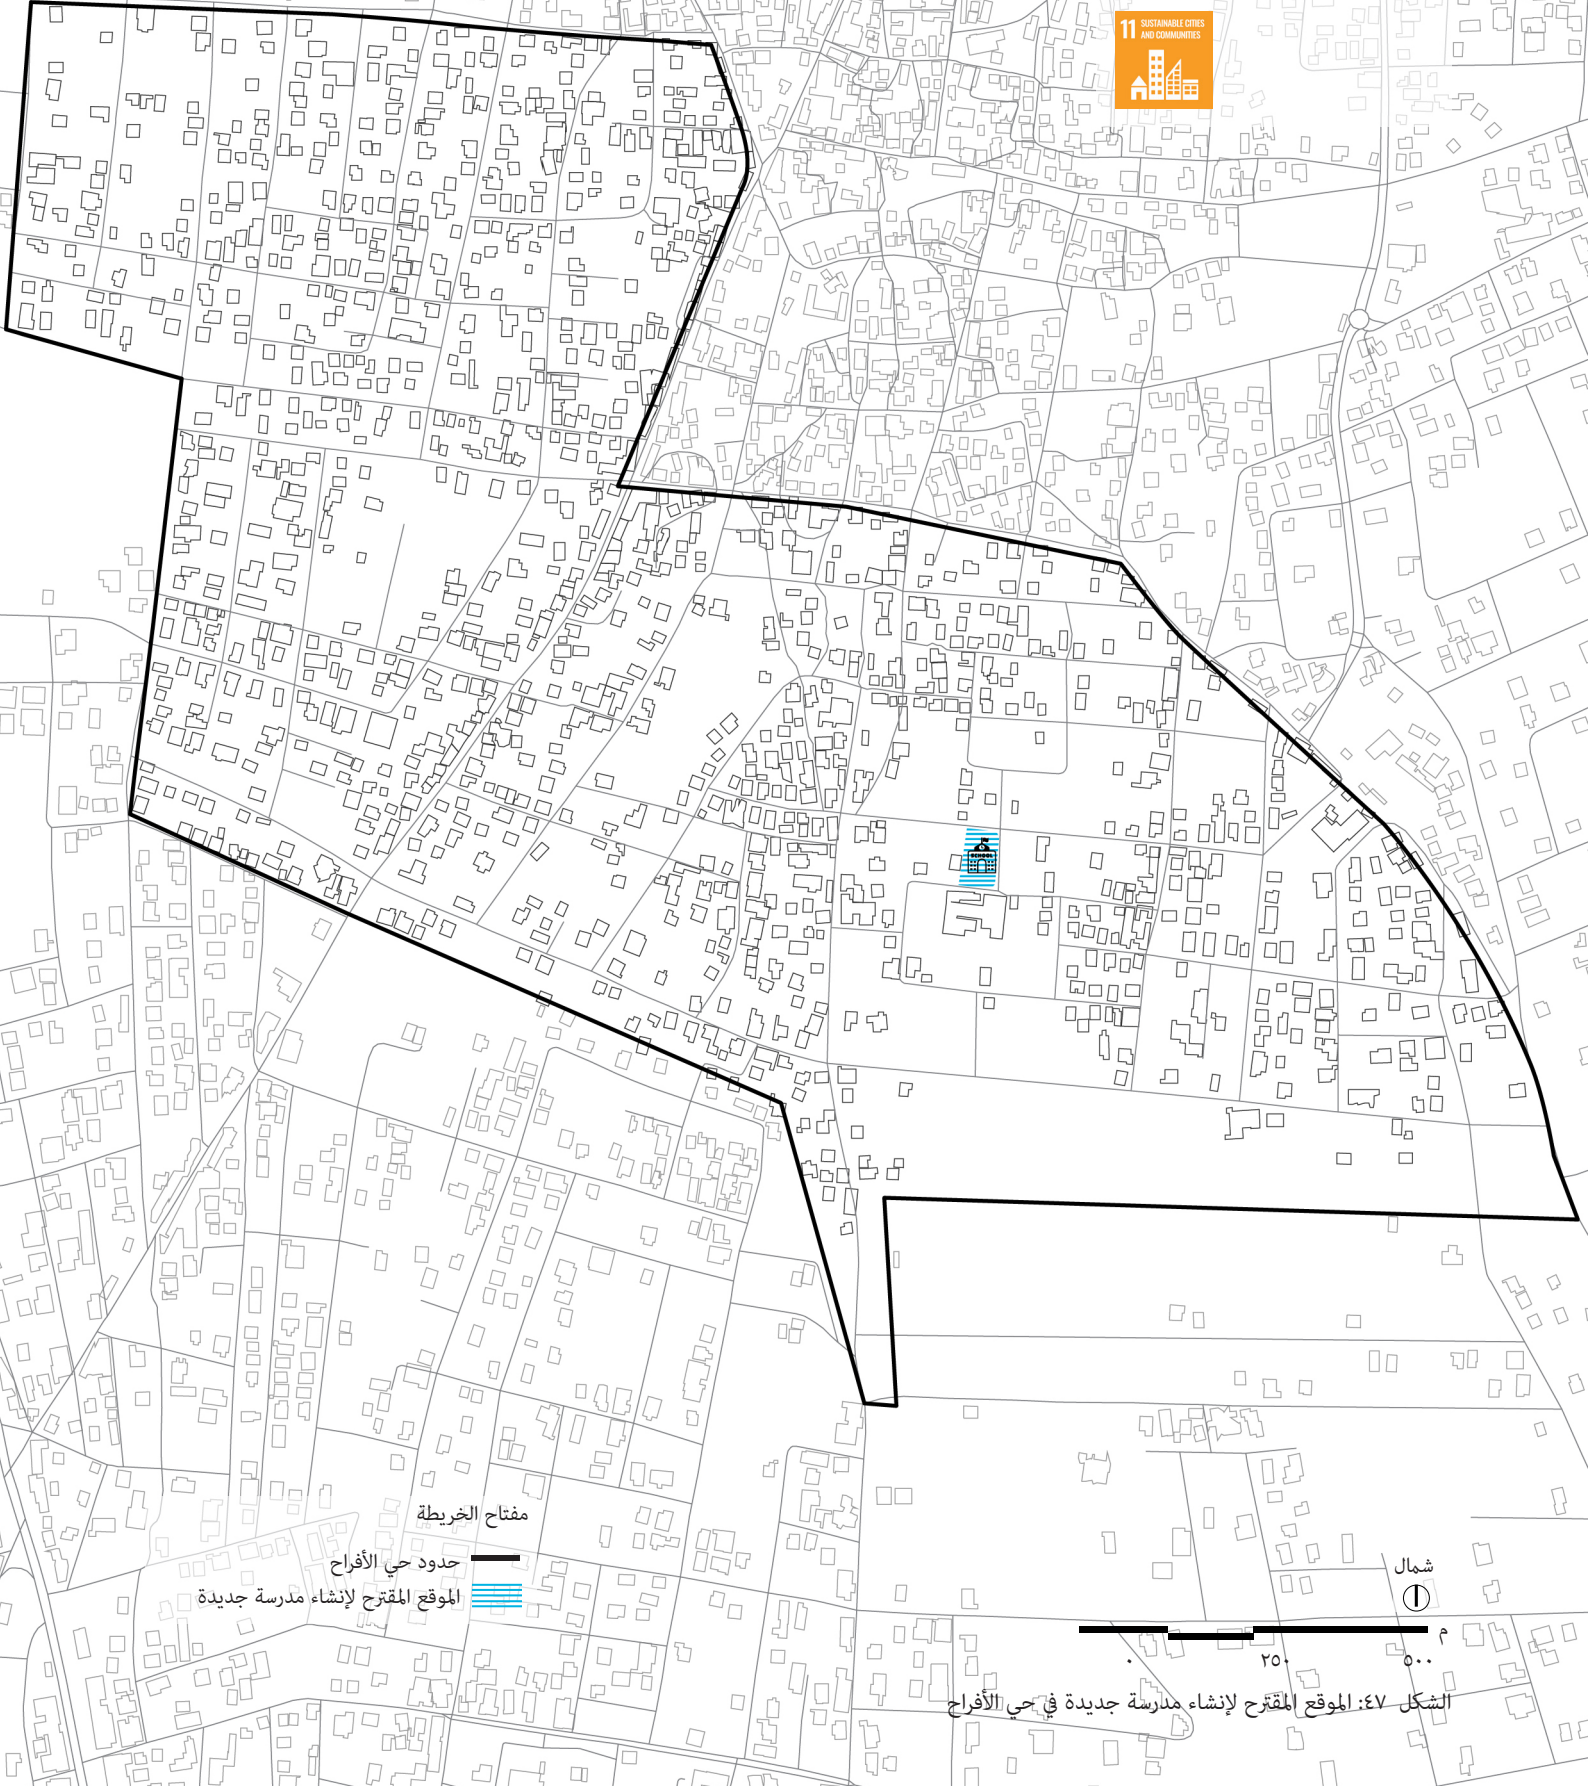 11 SUSTAINABLE CITIES
AND COMMUNITIES
SCHOOL
مفتاح الخريطة
حدود حي الأفراح
الموقع المقترح لإنشاء مدرسة جديدة
شمال
م
٠ ٢٥٠ ٥٠٠
الشكل ٤٧: الموقع المقترح لإنشاء مدرسة جديدة في حي الأفراح